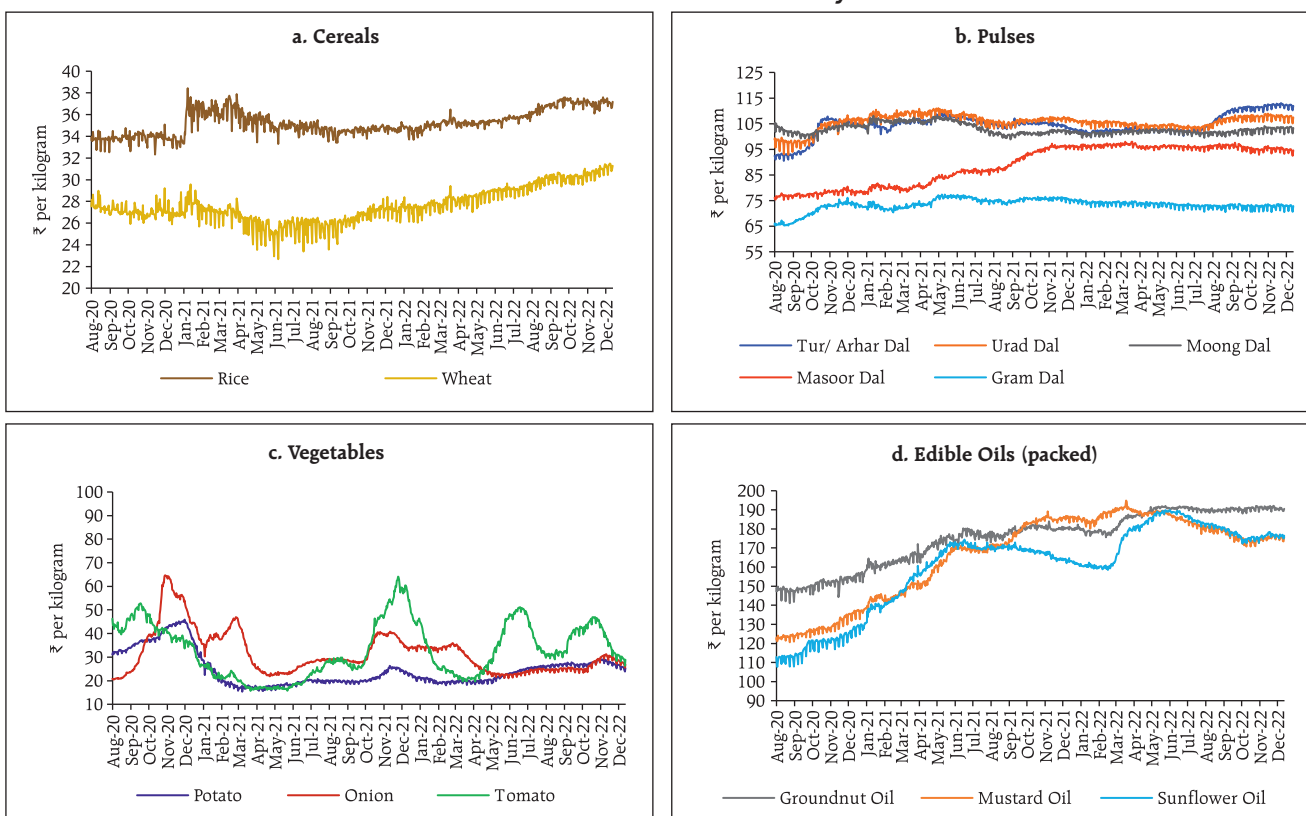 a. Cereals
₹ per kilogram
40
38
36
34
32
30
28
26
24
22
20
Aug-20 Sep-20 Oct-20 Nov-20 Dec-20 Jan-21 Feb-21 Mar-21 Apr-21 May-21 Jun-21 Jul-21 Aug-21 Sep-21 Oct-21 Nov-21 Dec-21 Jan-22 Feb-22 Mar-22 Apr-22 May-22 Jun-22 Jul-22 Aug-22 Sep-22 Oct-22 Nov-22 Dec-22
Rice Wheat
b. Pulses
₹ per kilogram
125
115
105
95
85
75
65
55
Aug-20 Sep-20 Oct-20 Nov-20 Dec-20 Jan-21 Feb-21 Mar-21 Apr-21 May-21 Jun-21 Jul-21 Aug-21 Sep-21 Oct-21 Nov-21 Dec-21 Jan-22 Feb-22 Mar-22 Apr-22 May-22 Jun-22 Jul-22 Aug-22 Sep-22 Oct-22 Nov-22 Dec-22
Tur/ Arhar Dal Urad Dal Moong Dal
Masoor Dal Gram Dal
c. Vegetables
₹ per kilogram
100
90
80
70
60
50
40
30
20
10
Aug-20 Sep-20 Oct-20 Nov-20 Dec-20 Jan-21 Feb-21 Mar-21 Apr-21 May-21 Jun-21 Jul-21 Aug-21 Sep-21 Oct-21 Nov-21 Dec-21 Jan-22 Feb-22 Mar-22 Apr-22 May-22 Jun-22 Jul-22 Aug-22 Sep-22 Oct-22 Nov-22 Dec-22
Potato Onion Tomato
d. Edible Oils (packed)
₹ per kilogram
200
190
180
170
160
150
140
130
120
110
100
90
Aug-20 Sep-20 Oct-20 Nov-20 Dec-20 Jan-21 Feb-21 Mar-21 Apr-21 May-21 Jun-21 Jul-21 Aug-21 Sep-21 Oct-21 Nov-21 Dec-21 Jan-22 Feb-22 Mar-22 Apr-22 May-22 Jun-22 Jul-22 Aug-22 Sep-22 Oct-22 Nov-22 Dec-22
Groundnut Oil Mustard Oil Sunflower Oil